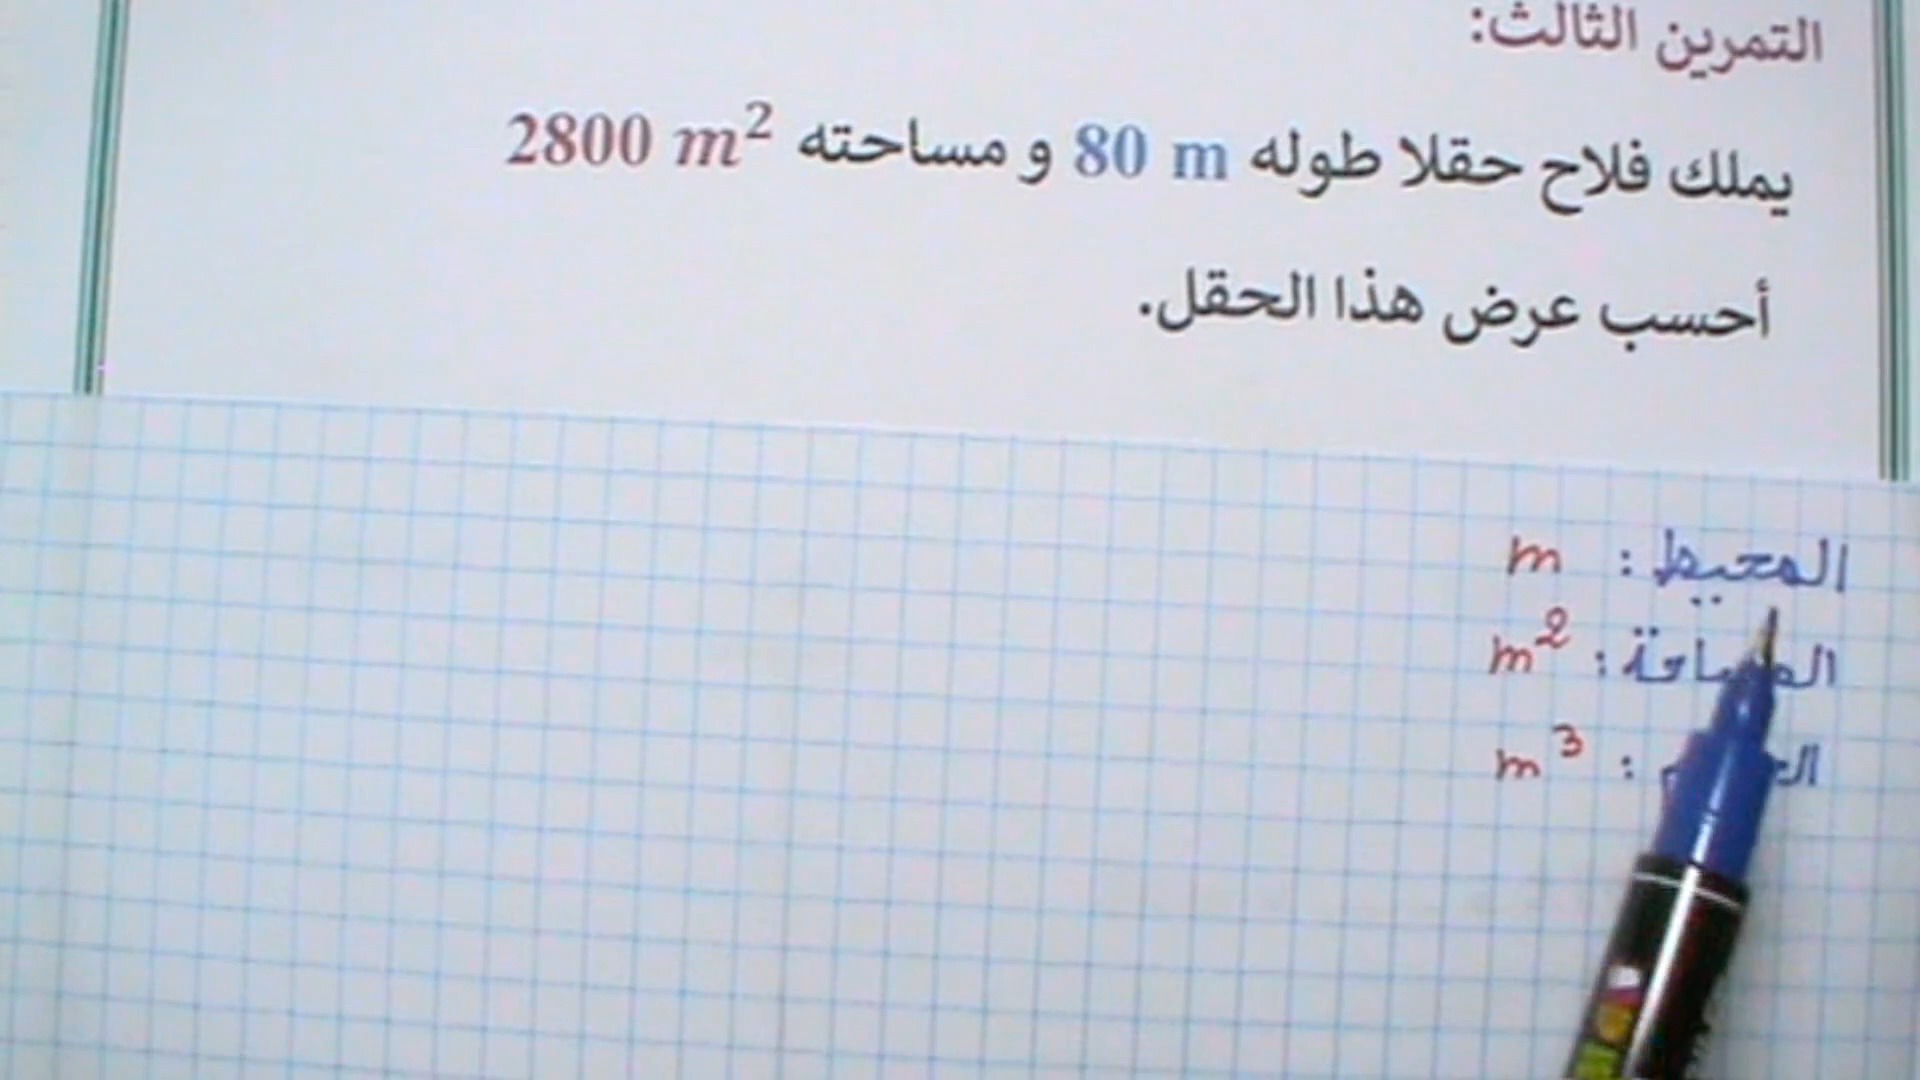 التمرين الثالث:
يملك فلاح حقلا طوله 80 m و مساحته 2800 m²
أحسب عرض هذا الحقل.
المحيط : m
: m²
: m³